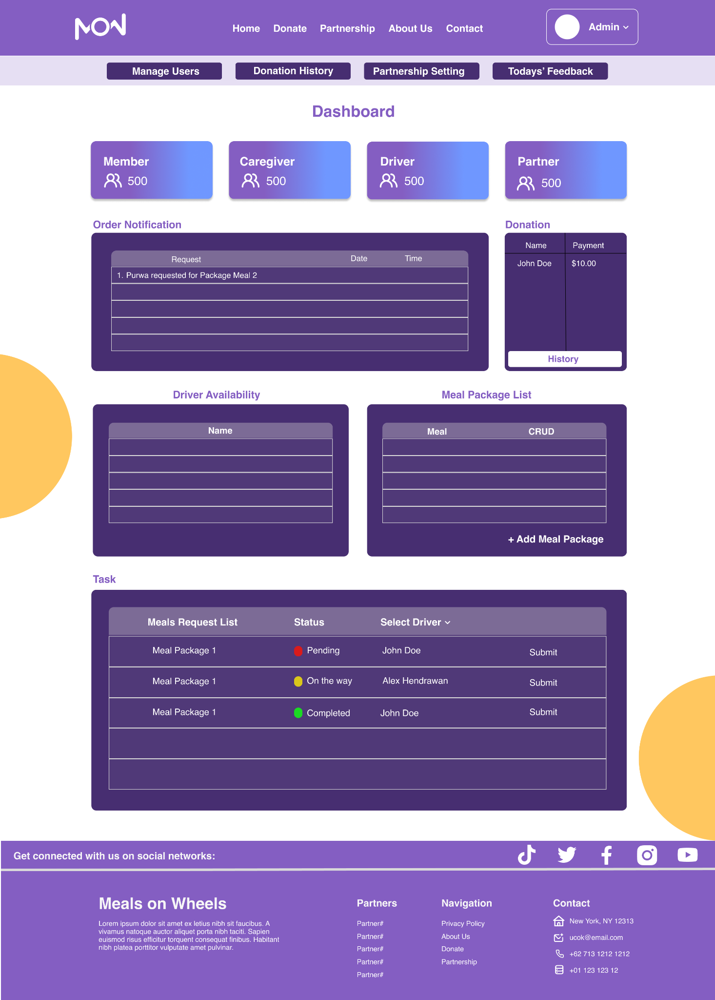 MOW
Home Donate Partnership About Us Contact
Admin
Manage Users Donation History Partnership Setting Todays’ Feedback
Dashboard
Member
500
Caregiver
500
Driver
500
Partner
500
Order Notification
Request Date Time
1. Purwa requested for Package Meal 2
Donation
Name Payment
John Doe $10.00
History
Driver Availability
Name
Meal Package List
Meal CRUD
+ Add Meal Package
Task
Meals Request List Status Select Driver
Meal Package 1 Pending John Doe Submit
Meal Package 1 On the way Alex Hendrawan Submit
Meal Package 1 Completed John Doe Submit
Get connected with us on social networks:
Meals on Wheels
Lorem ipsum dolor sit amet ex letius nibh sit faucibus. A
vivamus natoque auctor aliquet porta nibh taciti. Sapien
euismod risus efficitur torquent consequat finibus. Habitant
nibh platea porttitor vulputate amet pulvinar.
Partners
Partner#
Partner#
Partner#
Partner#
Partner#
Navigation
Privacy Policy
About Us
Donate
Partnership
Contact
New York, NY 12313
ucok@email.com
+62 713 1212 1212
+01 123 123 12